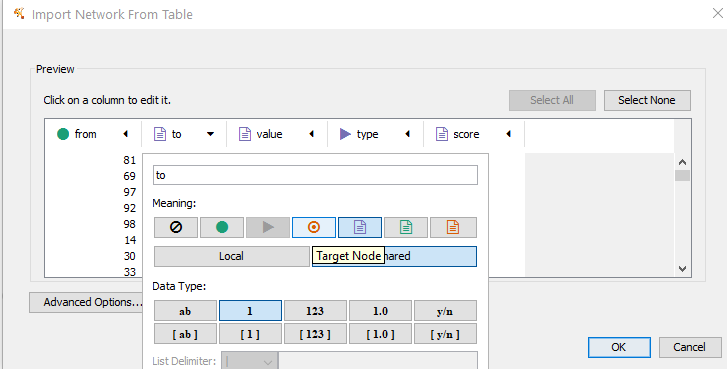 Import Network From Table
Preview
Click on a column to edit it.
Select All
Select None
from
to
value
type
score
81
69
97
92
98
14
30
33
to
Meaning:
Local
Target Node
hared
Data Type:
ab
1
123
1.0
y/n
[ ab ]
[ 1 ]
[ 123 ]
[ 1.0 ]
[ y/n ]
List Delimiter:
|
Advanced Options...
OK
Cancel